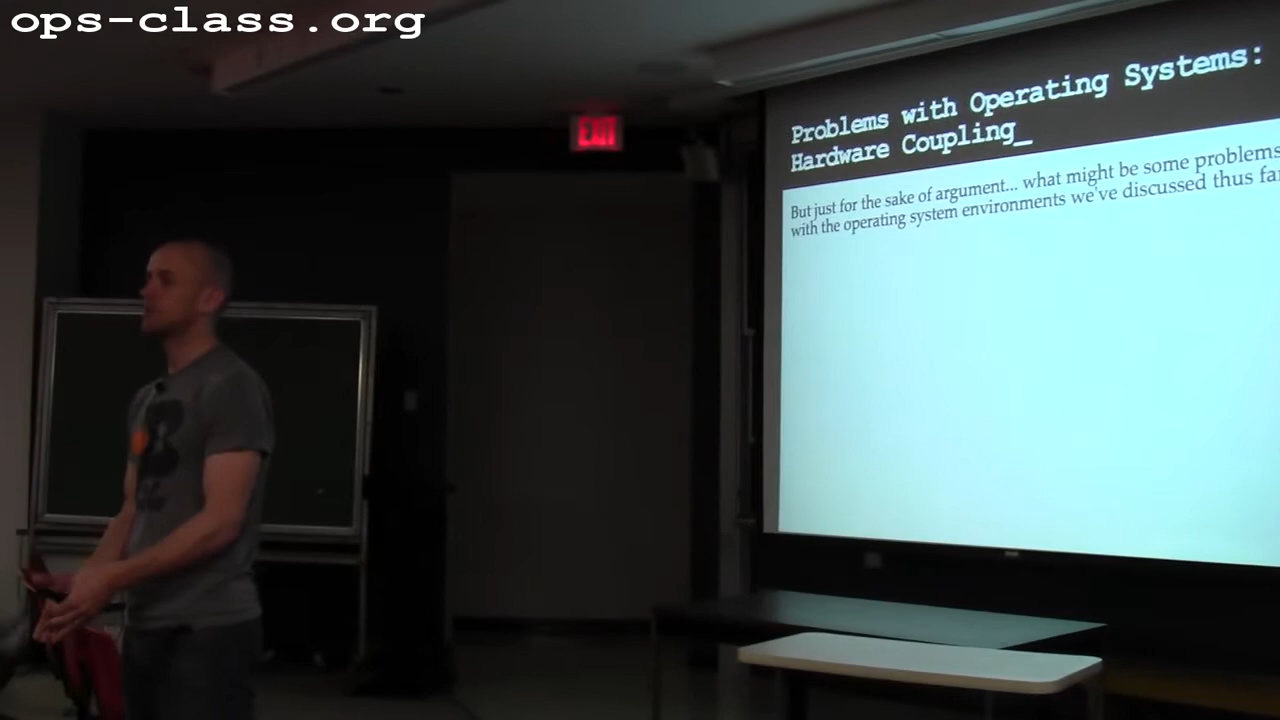 ops-class.org
EXIT
Problems with Operating Systems:
Hardware Coupling_
But just for the sake of argument... what might be some problems
with the operating system environments we've discussed thus